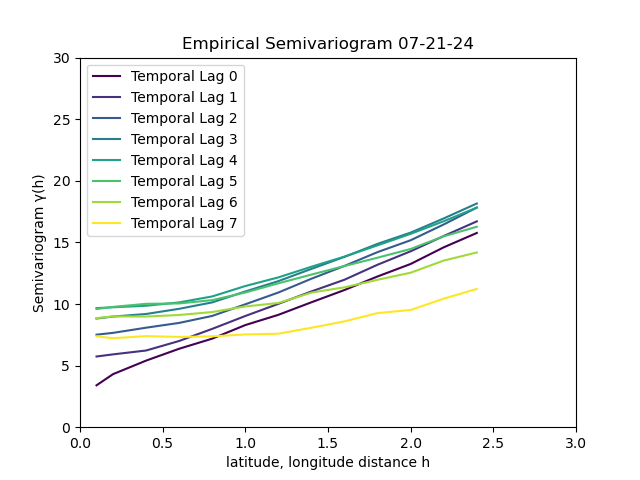 Empirical Semivariogram 07-21-24
30
25
20
15
10
5
0
Semivariogram γ(h)
Temporal Lag 0
Temporal Lag 1
Temporal Lag 2
Temporal Lag 3
Temporal Lag 4
Temporal Lag 5
Temporal Lag 6
Temporal Lag 7
0.0 0.5 1.0 1.5 2.0 2.5 3.0
latitude, longitude distance h